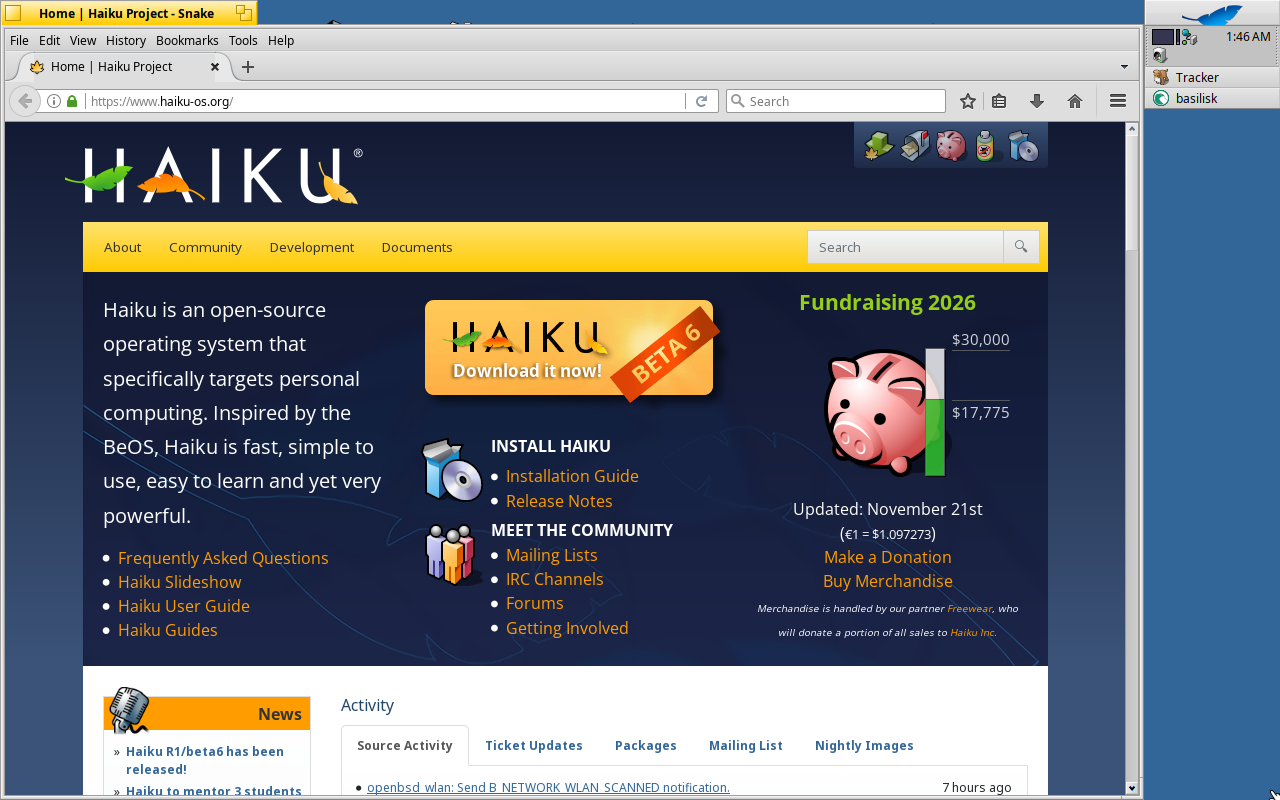 Home | Haiku Project - Snake
File Edit View History Bookmarks Tools Help
1:46 AM
Home | Haiku Project
Tracker
https://www.haiku-os.org/
Search
basilisk
HAIKU®
About Community Development Documents
Search
Haiku is an open-source
operating system that
specifically targets personal
computing. Inspired by the
BeOS, Haiku is fast, simple to
use, easy to learn and yet very
powerful.
Frequently Asked Questions
Haiku Slideshow
Haiku User Guide
Haiku Guides
HAIKU
Download it now!
BETA 6
INSTALL HAIKU
Installation Guide
Release Notes
MEET THE COMMUNITY
Mailing Lists
IRC Channels
Forums
Getting Involved
Fundraising 2026
$30,000
$17,775
Updated: November 21st
(€1 = $1.097273)
Make a Donation
Buy Merchandise
Merchandise is handled by our partner Freewear, who
will donate a portion of all sales to Haiku Inc.
News
» Haiku R1/beta6 has been
released!
» Haiku to mentor 3 students
Activity
Source Activity Ticket Updates Packages Mailing List Nightly Images
openbsd_wlan: Send B_NETWORK_WLAN_SCANNED notification. 7 hours ago